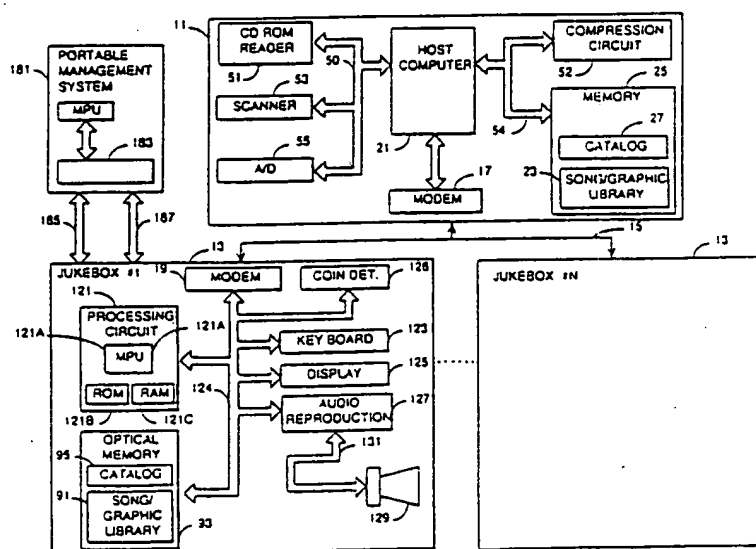 11
CD ROM
READER
51
50
SCANNER
53
A/D
55
HOST
COMPUTER
21
MODEM
17
COMPRESSION
CIRCUIT
52
25
MEMORY
54
27
CATALOG
23
SONG/GRAPHIC
LIBRARY
15
181
PORTABLE
MANAGEMENT
SYSTEM
MPU
183
185
187
13
JUKEBOX #1
19
MODEM
COIN DET.
126
121
PROCESSING
CIRCUIT
121A
121A
MPU
ROM
RAM
121B
121C
124
KEY BOARD
123
DISPLAY
125
AUDIO
REPRODUCTION
127
131
129
OPTICAL
MEMORY
95
CATALOG
91
SONG/
GRAPHIC
LIBRARY
93
13
JUKEBOX #N